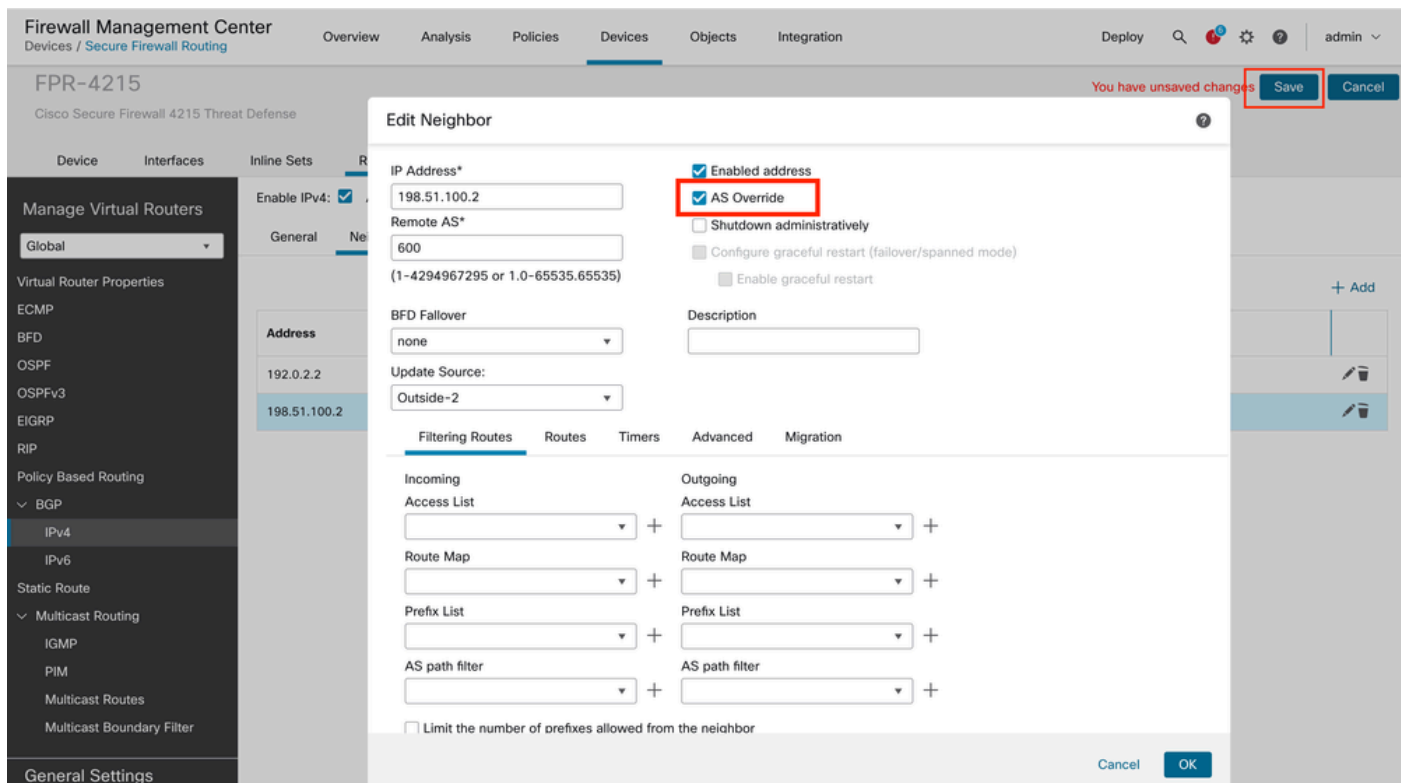 Firewall Management Center
Devices / Secure Firewall Routing
Overview Analysis Policies Devices Objects Integration Deploy 6 ? admin
FPR-4215
You have unsaved changes Save Cancel
Cisco Secure Firewall 4215 Threat Defense
Device Interfaces Inline Sets R
Manage Virtual Routers
Global
Virtual Router Properties
ECMP
BFD
OSPF
OSPFv3
EIGRP
RIP
Policy Based Routing
BGP
IPv4
IPv6
Static Route
Multicast Routing
IGMP
PIM
Multicast Routes
Multicast Boundary Filter
General Settings
Enable IPv4:
General Nei
+ Add
Address
192.0.2.2
198.51.100.2
Edit Neighbor ?
IP Address*
198.51.100.2
Remote AS*
600
(1-4294967295 or 1.0-65535.65535)
Enabled address
AS Override
Shutdown administratively
Configure graceful restart (failover/spanned mode)
Enable graceful restart
BFD Fallover Description
none
Update Source:
Outside-2
Filtering Routes Routes Timers Advanced Migration
Incoming Outgoing
Access List Access List
Route Map Route Map
Prefix List Prefix List
AS path filter AS path filter
Limit the number of prefixes allowed from the neighbor
Cancel OK